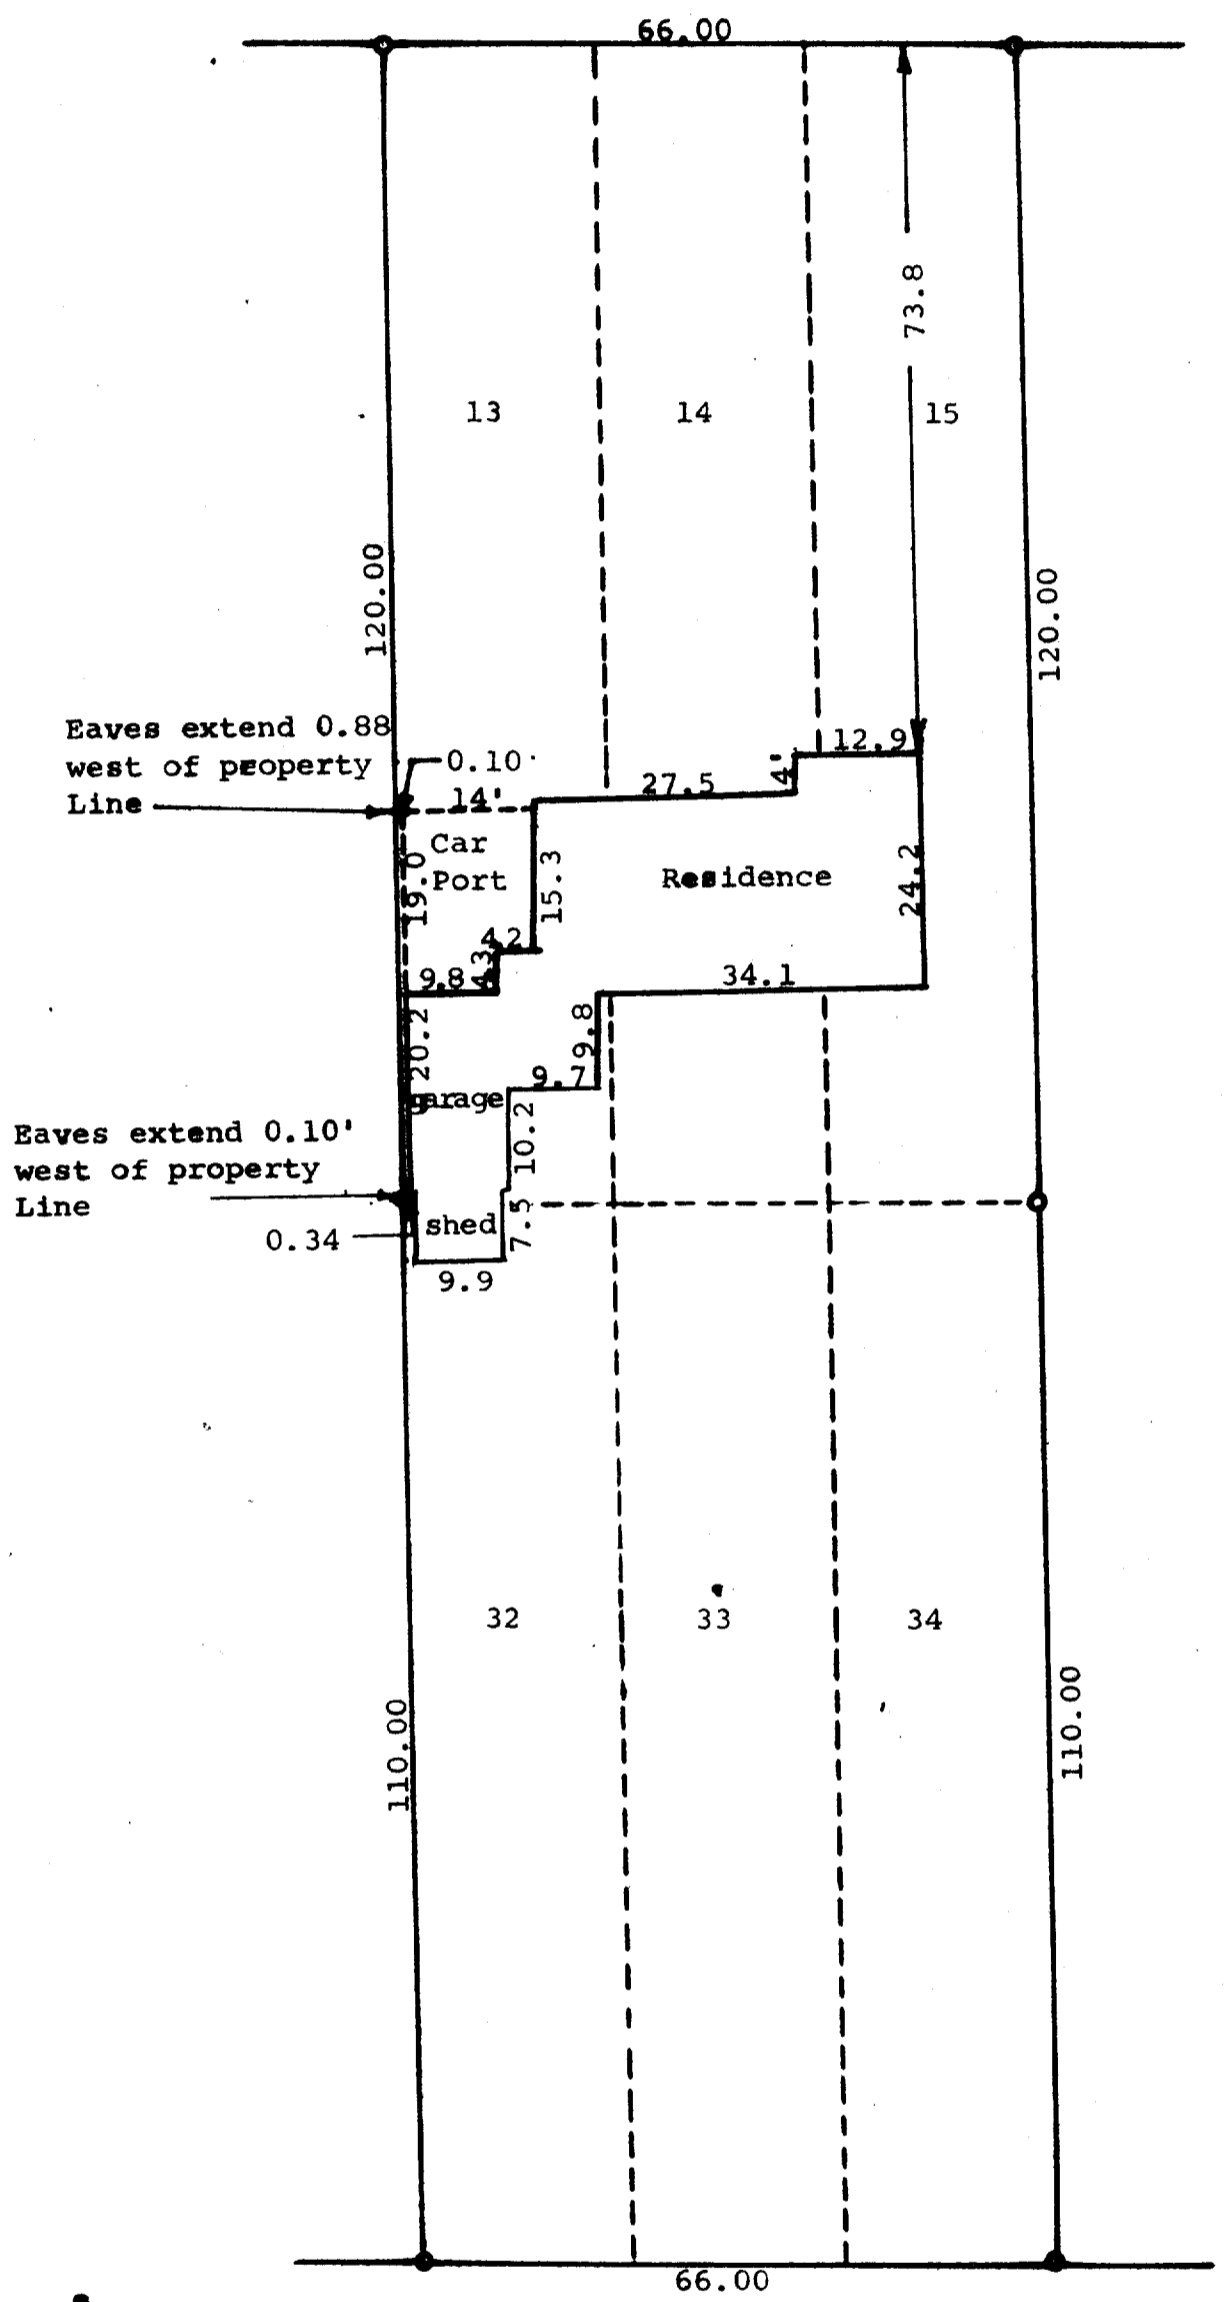 66.00
73.8
13
14
15
120.00
120.00
Eaves extend 0.88
west of property
Line
0.10
12.9
4'
27.5
14'
Car
Port
19.0
15.3
Residence
24.2
4.2
4.3
9.8
34.1
20.2
9.8
9.7
garage
10.2
Eaves extend 0.10'
west of property
Line
0.34
shed
7.5
9.9
32
33
34
110.00
110.00
66.00